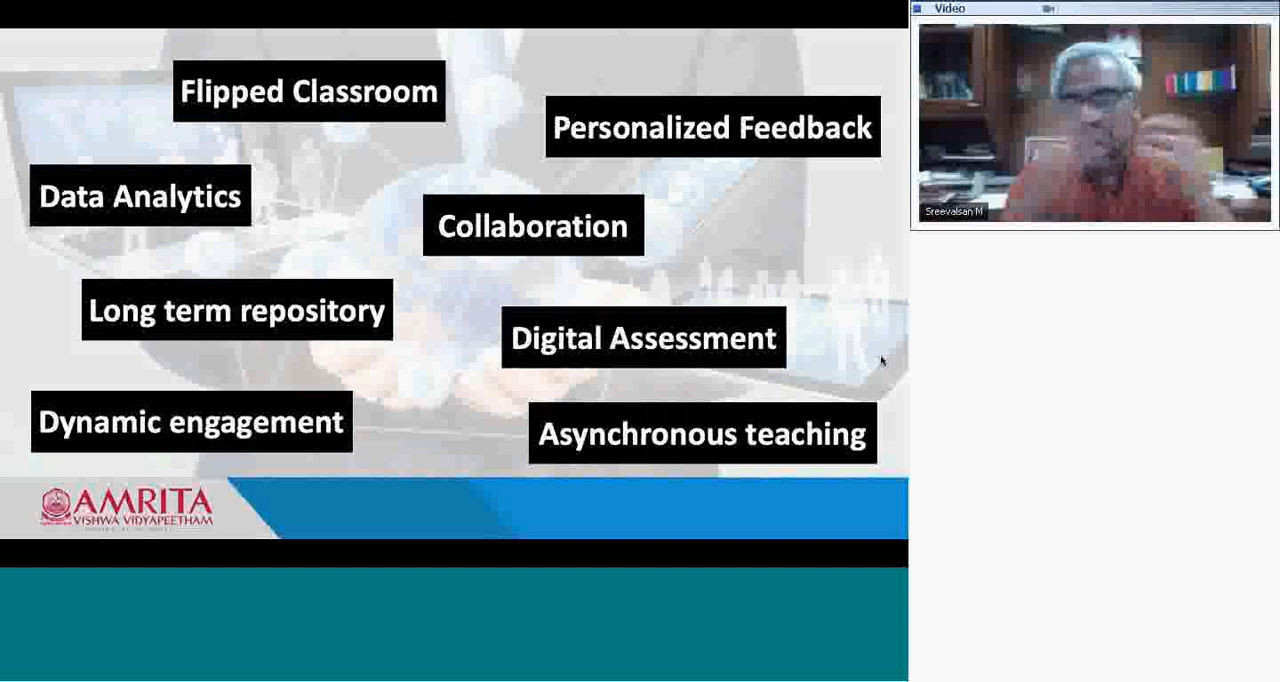 Video
Flipped Classroom
Personalized Feedback
Data Analytics
Collaboration
Long term repository
Digital Assessment
Dynamic engagement
Asynchronous teaching
AMRITA
VISHWA VIDYAPEETHAM
Sreevalsan M